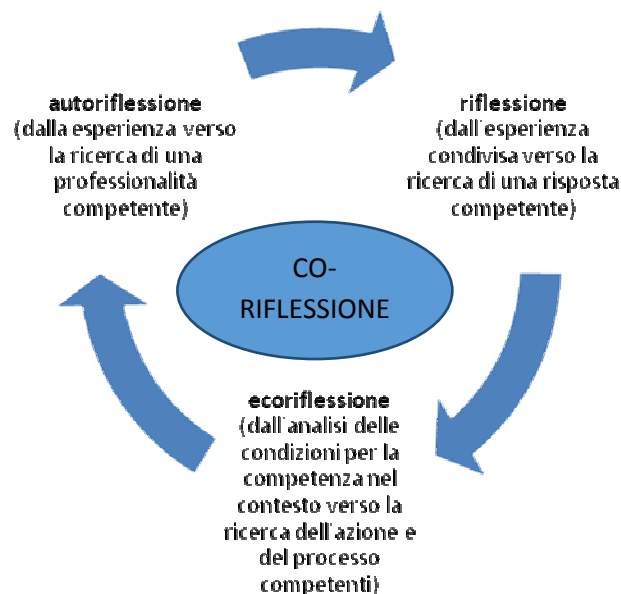 autoriflessione
(dalla esperienza verso
la ricerca di una
professionalità
competente)
riflessione
(dall'esperienza
condivisa verso la
ricerca di una risposta
competente)
CO-
RIFLESSIONE
ecoriflessione
(dall'analisi delle
condizioni per la
competenza nel
contesto verso la
ricerca dell'azione e
del processo
competenti)